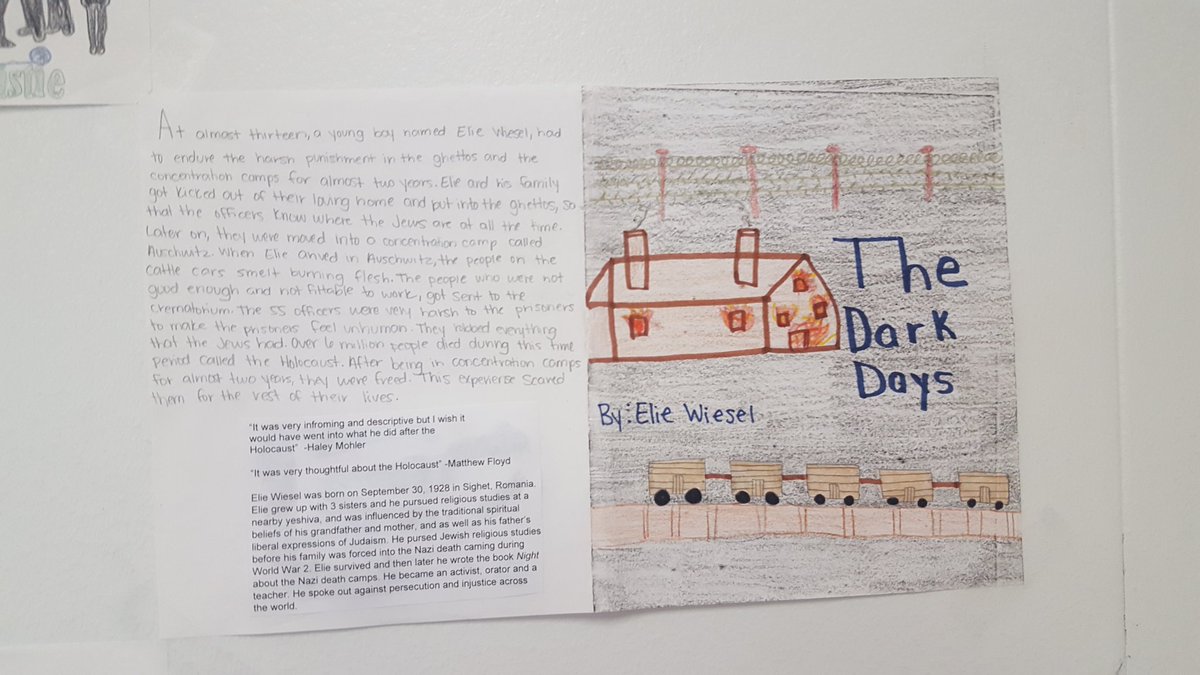 At almost thirteen, a young boy named Elie Wiesel, had
to endure the harsh punishment in the ghettos and the
concentration camps for almost two years. Elie and his family
got kicked out of their loving home and put into the ghettos, so
that the officers know where the Jews are at all the time.
Later on, they were moved into a concentration camp called
Auschwitz. When Elie arrived in Auschwitz, the people on the
cattle cars smelt burning flesh. The people who were not
good enough and not fittable to work, got sent to the
crematorium. The SS officers were very harsh to the prisoners
to make the prisoners feel unhuman. They robbed everything
that the Jews had. Over 6 million people died during this time
period called the Holocaust. After being in concentration camps
for almost two years, they were freed. This experierse scared
them for the rest of their lives.
"It was very infroming and descriptive but I wish it
would have went into what he did after the
Holocaust" -Haley Mohler
"It was very thoughtful about the Holocaust" -Matthew Floyd
Elie Wiesel was born on September 30, 1928 in Sighet, Romania.
Elie grew up with 3 sisters and he pursued religious studies at a
nearby yeshiva, and was influenced by the traditional spiritual
beliefs of his grandfather and mother, and as well as his father's
liberal expressions of Judaism. He pursed Jewish religious studies
before his family was forced into the Nazi death caming during
World War 2. Elie survived and then later he wrote the book Night
about the Nazi death camps. He became an activist, orator and a
teacher. He spoke out against persecution and injustice across
the world.
The
Dark
Days
By: Elie Wiesel